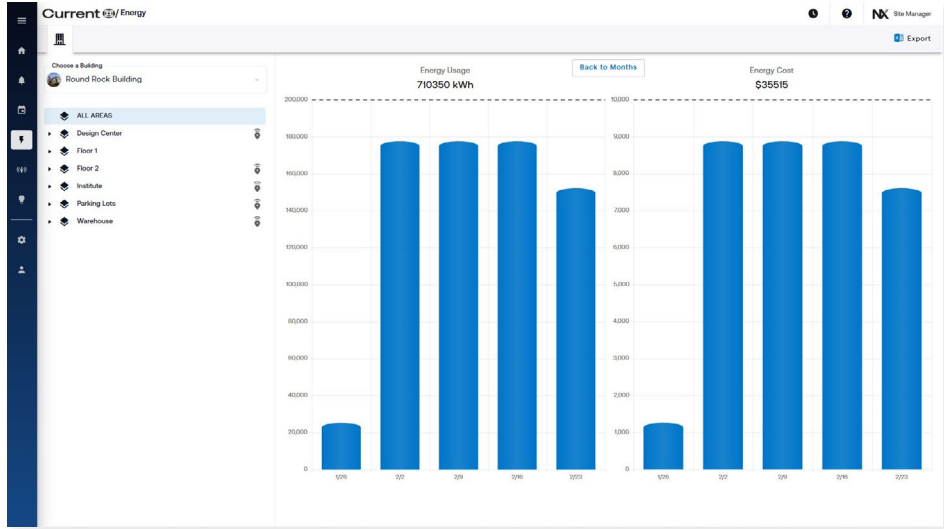 Current / Energy
NX Site Manager
Export
Choose a Building
Round Rock Building
ALL AREAS
Design Center
Floor 1
Floor 2
Institute
Parking Lots
Warehouse
Energy Usage
710350 kWh
Back to Months
Energy Cost
$35515
200,000
180,000
160,000
140,000
120,000
100,000
80,000
60,000
40,000
20,000
0
1/26 2/2 2/9 2/16 2/23
10,000
9,000
8,000
7,000
6,000
5,000
4,000
3,000
2,000
1,000
0
1/26 2/2 2/9 2/16 2/23